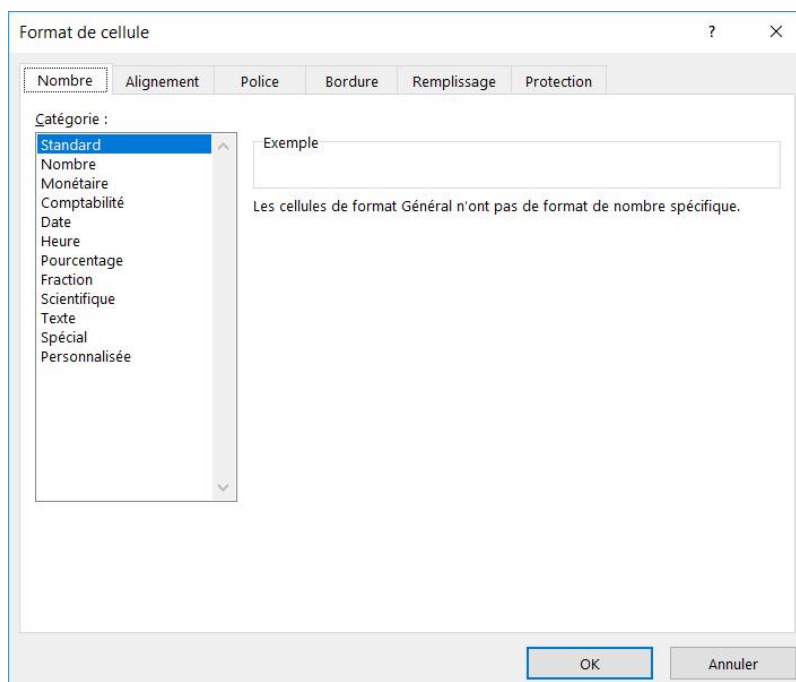 Format de cellule
?
Nombre Alignement Police Bordure Remplissage Protection
Catégorie :
Standard
Nombre
Monétaire
Comptabilité
Date
Heure
Pourcentage
Fraction
Scientifique
Texte
Spécial
Personnalisée
Exemple
Les cellules de format Général n'ont pas de format de nombre spécifique.
OK Annuler